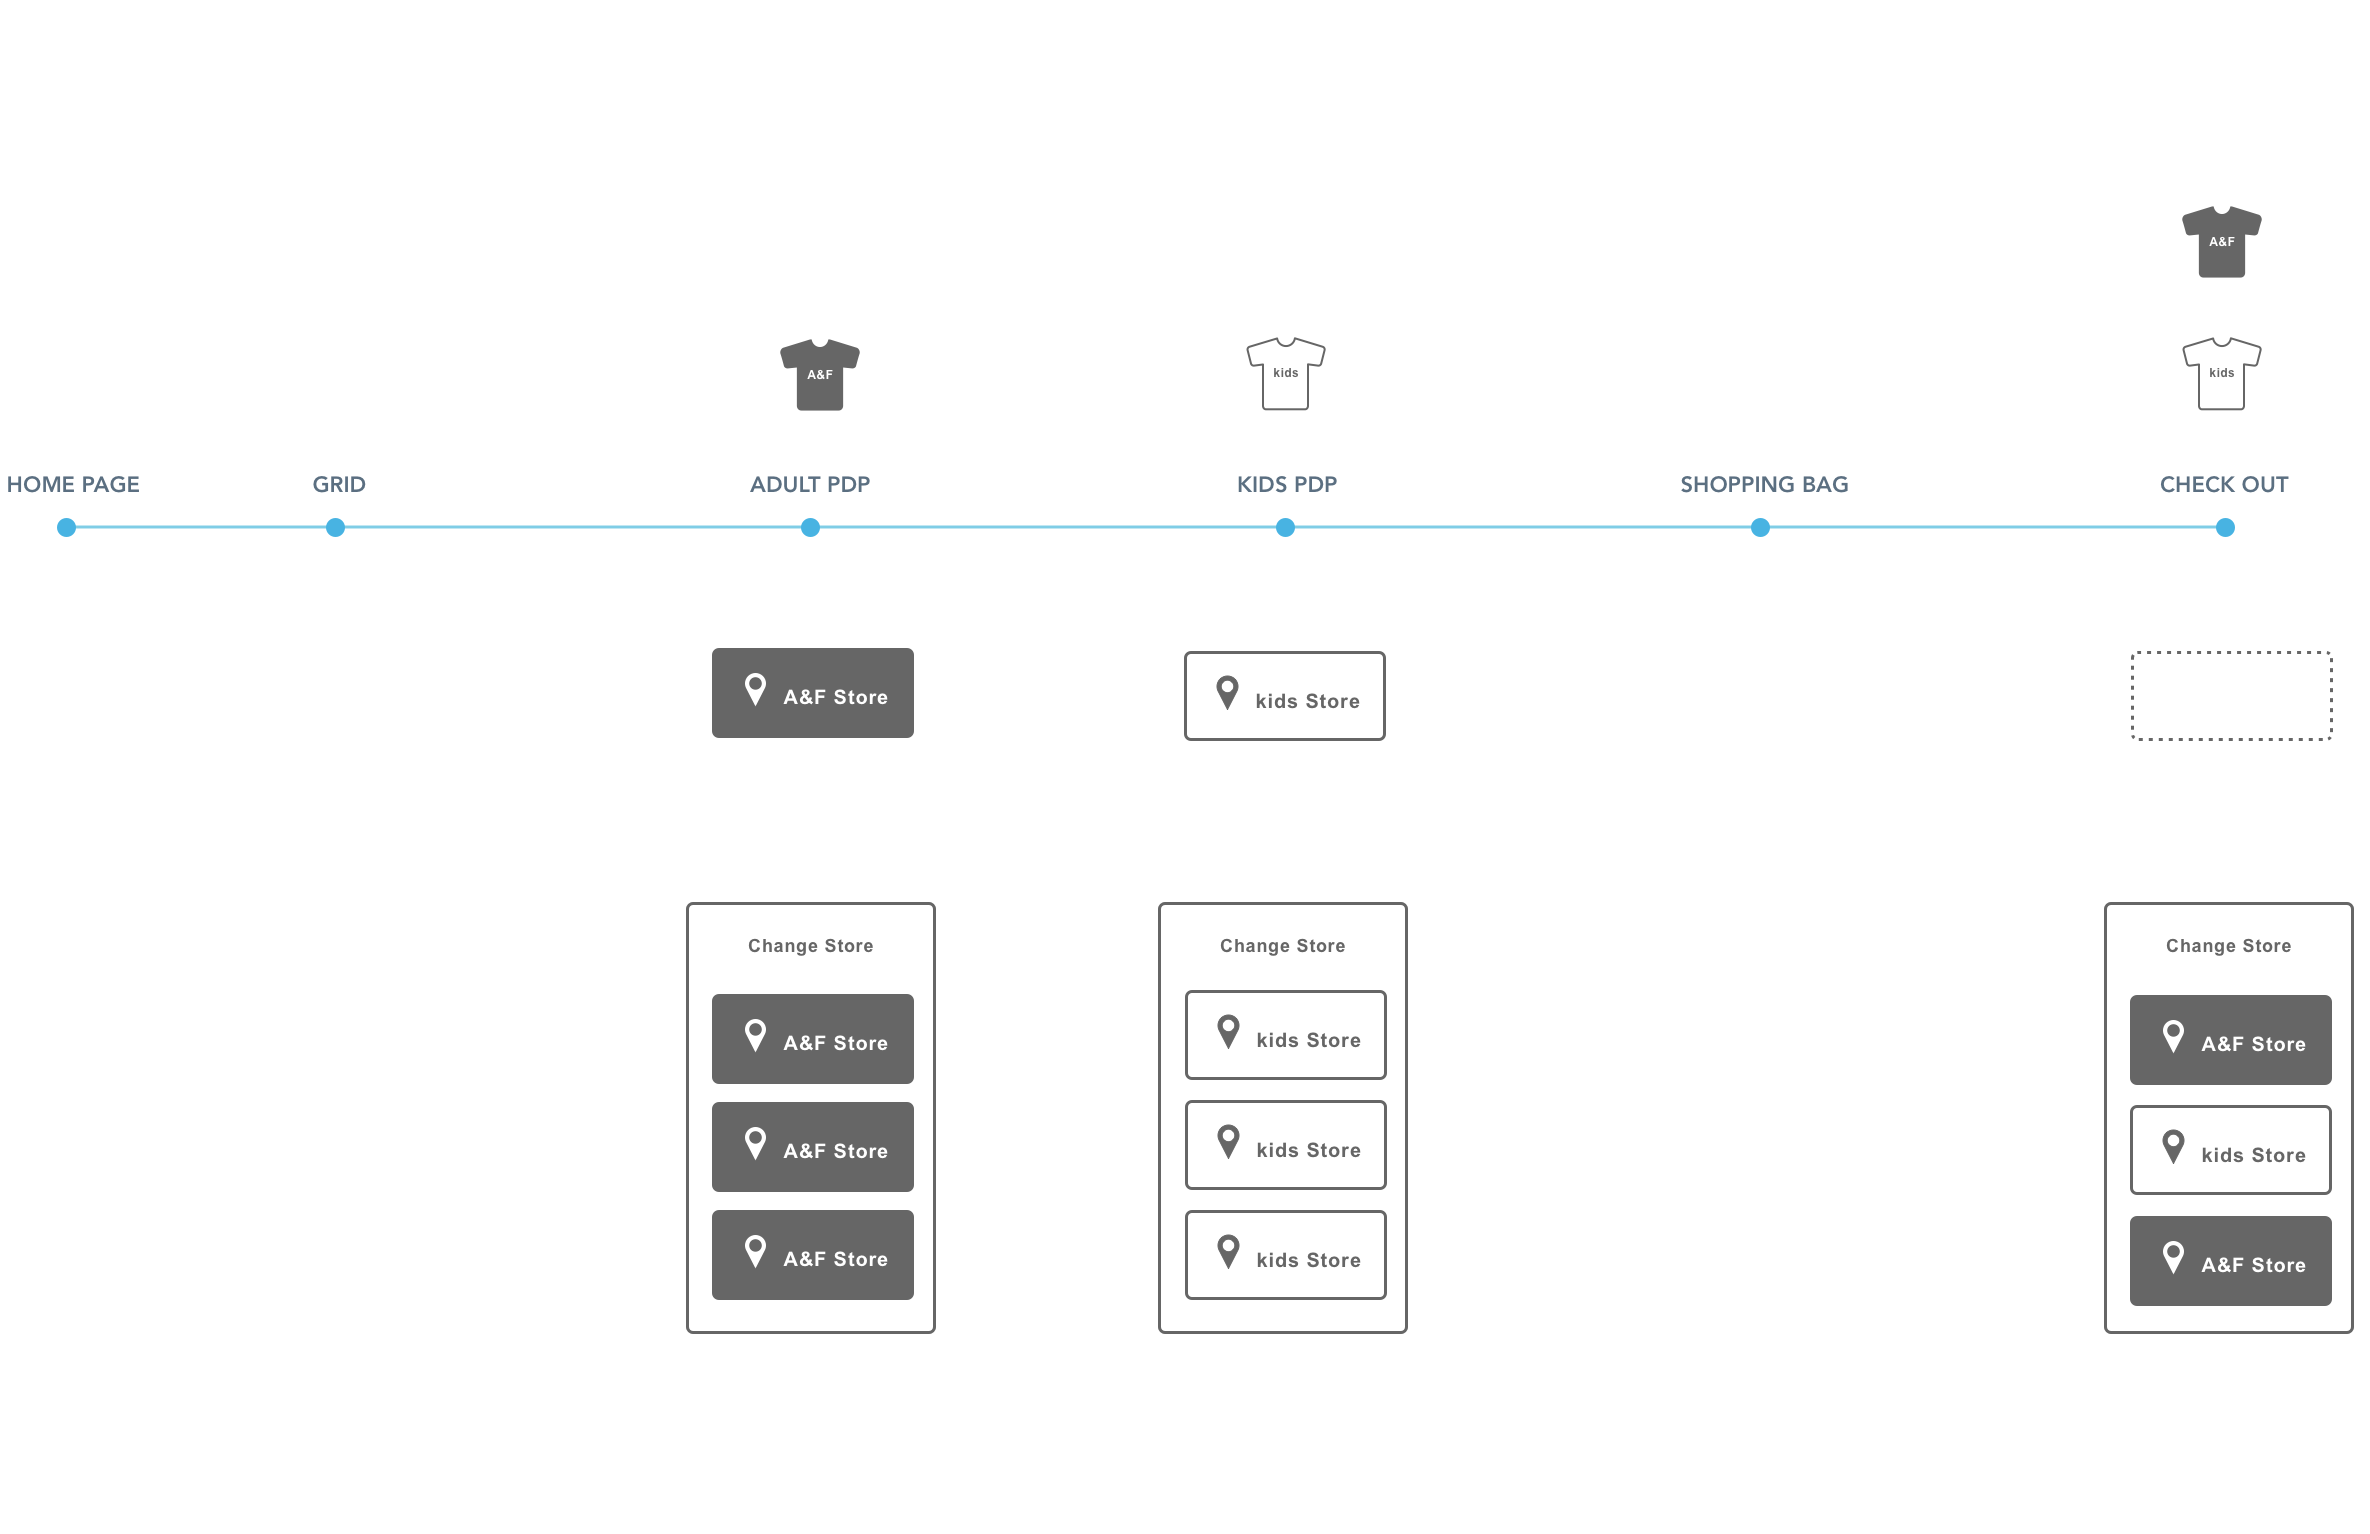 A&F
A&F
kids
kids
HOME PAGE
GRID
ADULT PDP
KIDS PDP
SHOPPING BAG
CHECK OUT
A&F Store
kids Store
Change Store
A&F Store
A&F Store
A&F Store
Change Store
kids Store
kids Store
kids Store
Change Store
A&F Store
kids Store
A&F Store